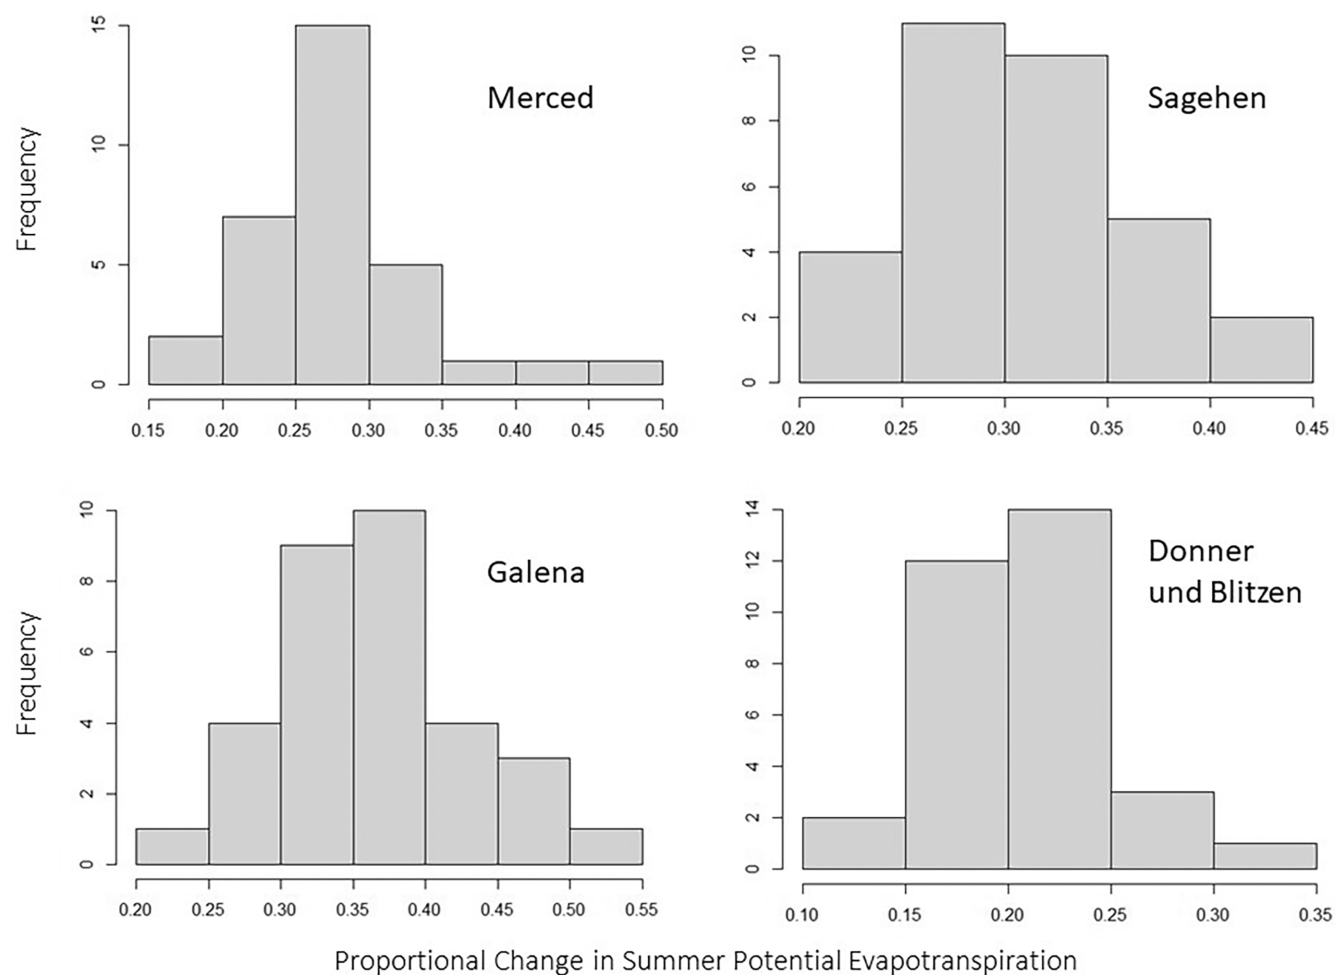 Merced
Frequency
15
10
5
0
0.15 0.20 0.25 0.30 0.35 0.40 0.45 0.50
Sagehen
10
8
6
4
2
0
0.20 0.25 0.30 0.35 0.40 0.45
Galena
Frequency
10
8
6
4
2
0
0.20 0.25 0.30 0.35 0.40 0.45 0.50 0.55
Donner
und Blitzen
14
12
10
8
6
4
2
0
0.10 0.15 0.20 0.25 0.30 0.35
Proportional Change in Summer Potential Evapotranspiration